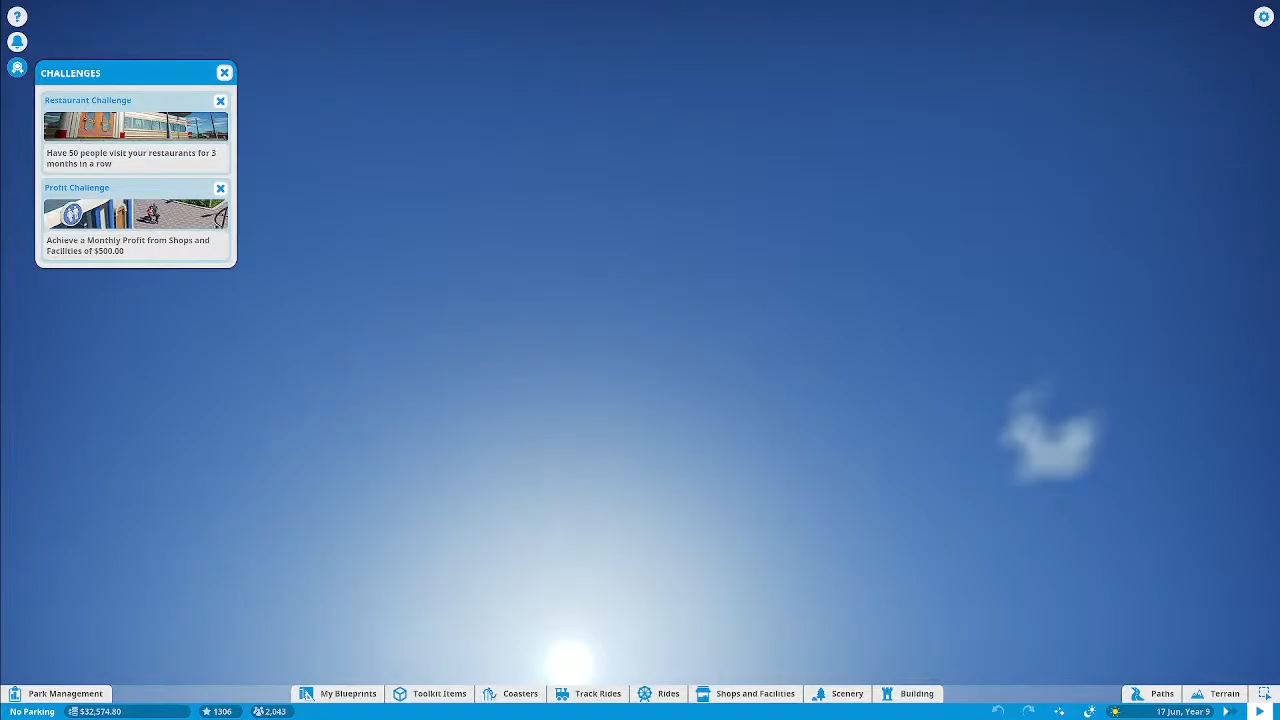 ?
CHALLENGES
Restaurant Challenge
Have 50 people visit your restaurants for 3
months in a row
Profit Challenge
Achieve a Monthly Profit from Shops and
Facilities of $500.00
Park Management
My Blueprints
Toolkit Items
Coasters
Track Rides
Rides
Shops and Facilities
Scenery
Building
Paths
Terrain
No Parking
$32,574.80
1306
2,043
17 Jun, Year 9